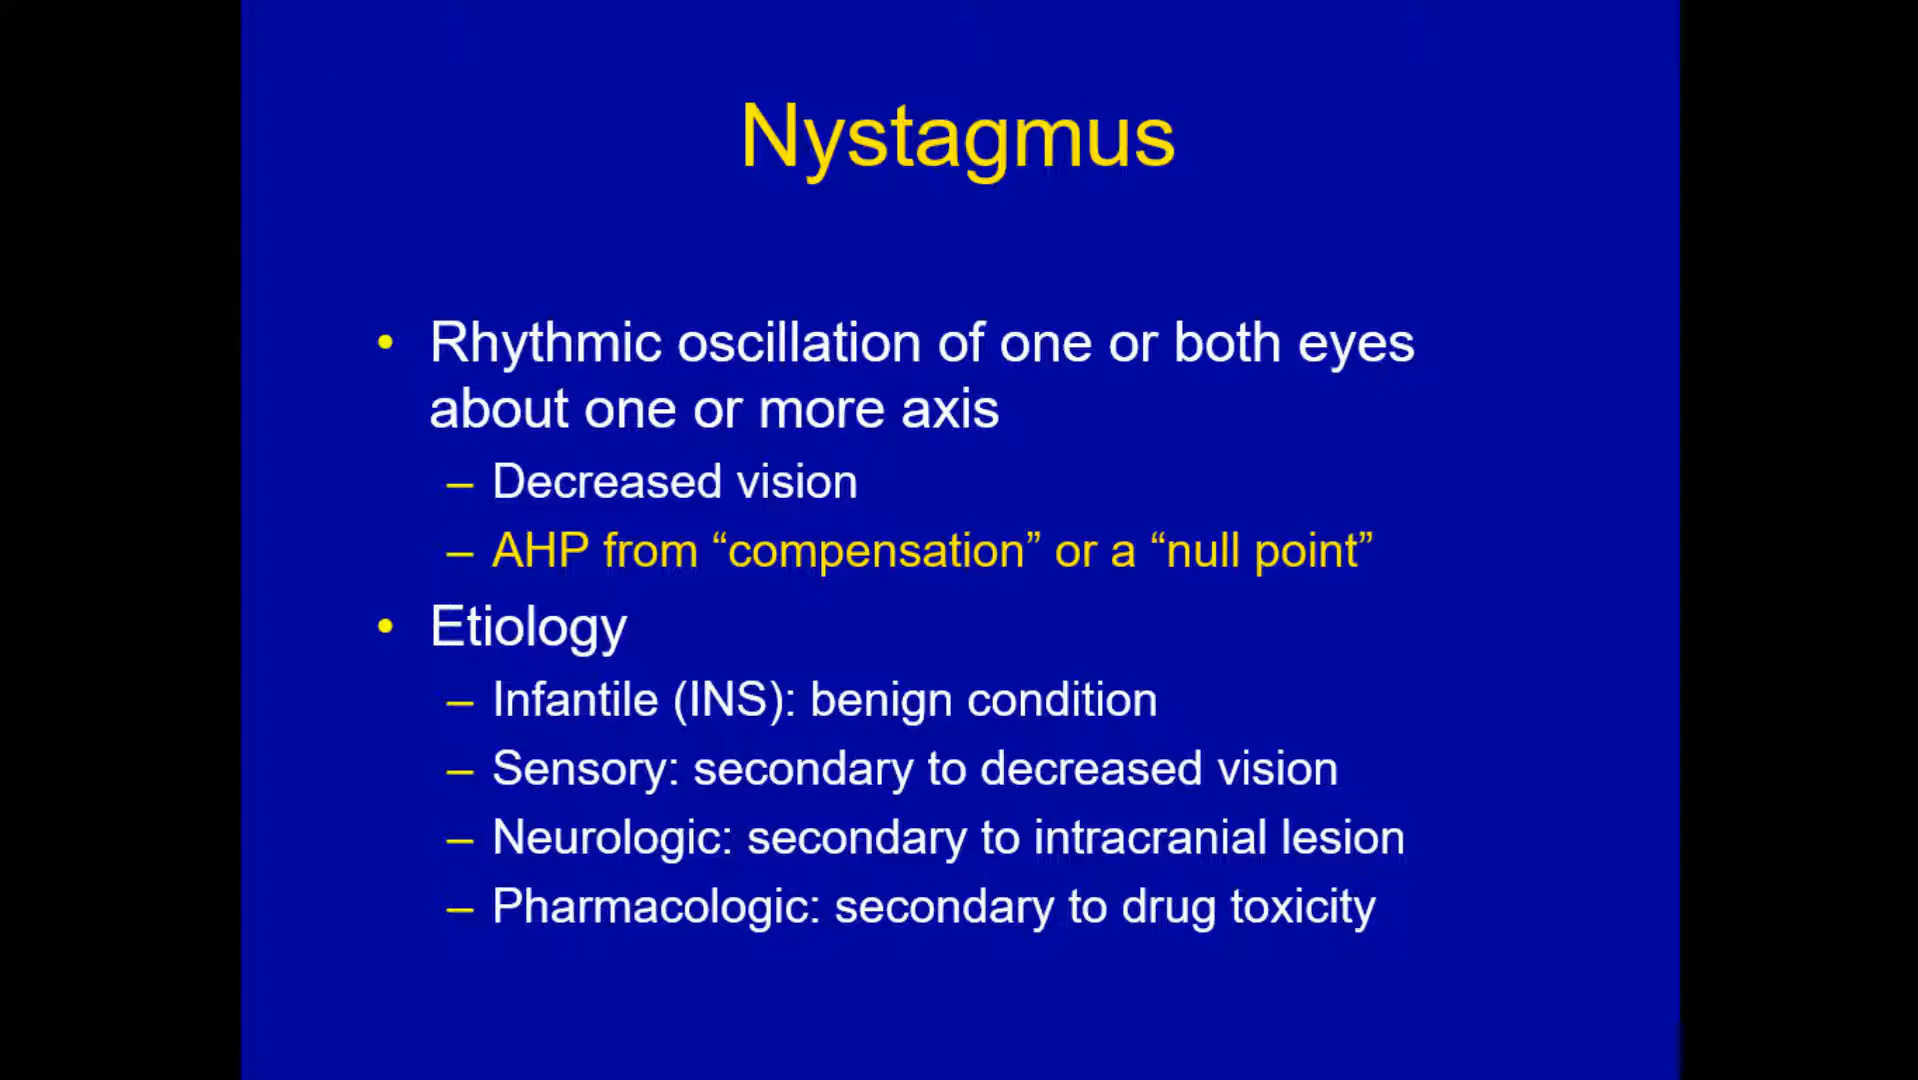 Nystagmus
• Rhythmic oscillation of one or both eyes
about one or more axis
– Decreased vision
– AHP from “compensation” or a “null point”
• Etiology
– Infantile (INS): benign condition
– Sensory: secondary to decreased vision
– Neurologic: secondary to intracranial lesion
– Pharmacologic: secondary to drug toxicity